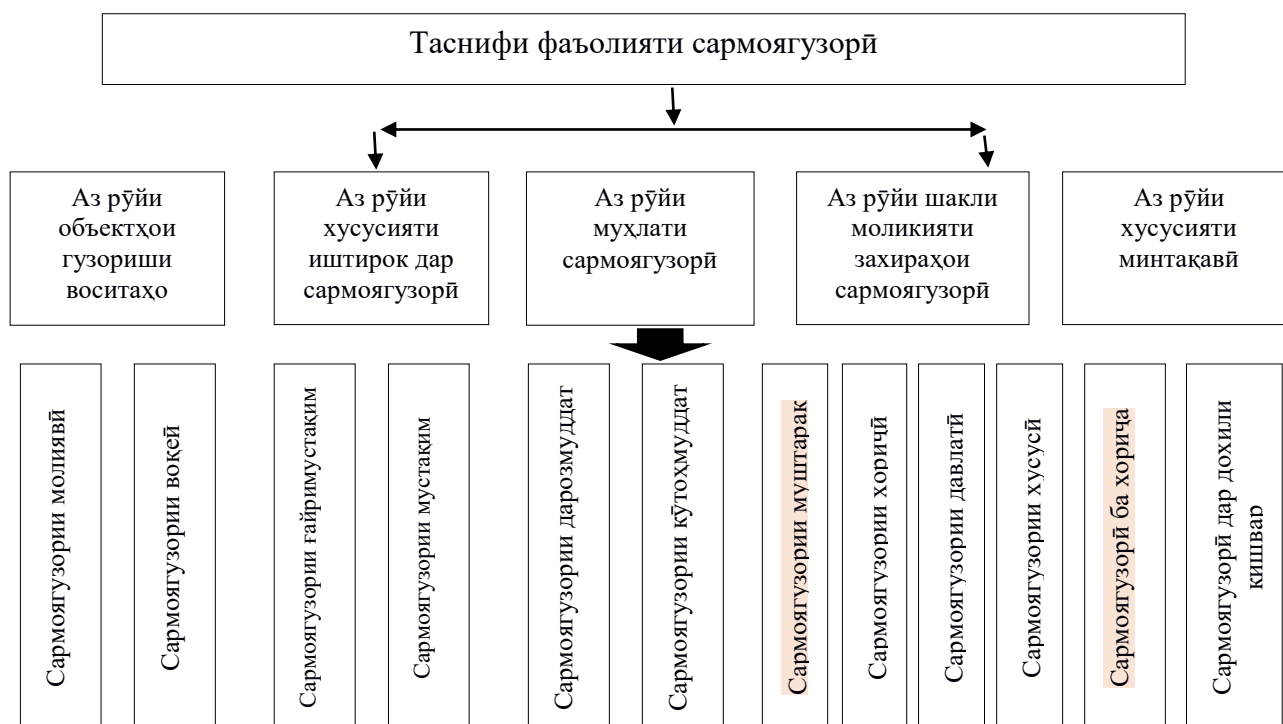 Таснифи фаъолияти сармоягузорӣ
Аз рӯйи
объектҳои
гузориши
воситаҳо
Аз рӯйи
хусусияти
иштирок дар
сармоягузорӣ
Аз рӯйи
муҳлати
сармоягузорӣ
Аз рӯйи шакли
моликияти
захираҳои
сармоягузорӣ
Аз рӯйи
хусусияти
минтақавӣ
Сармоягузории молиявӣ
Сармоягузории воқеӣ
Сармоягузории ғайримустақим
Сармоягузории мустақим
Сармоягузории дарозмуддат
Сармоягузории кӯтоҳмуддат
Сармоягузории муштарак
Сармоягузории хориҷӣ
Сармоягузории давлатӣ
Сармоягузории хусусӣ
Сармоягузорӣ ба хориҷа
Сармоягузорӣ дар дохили
кишвар